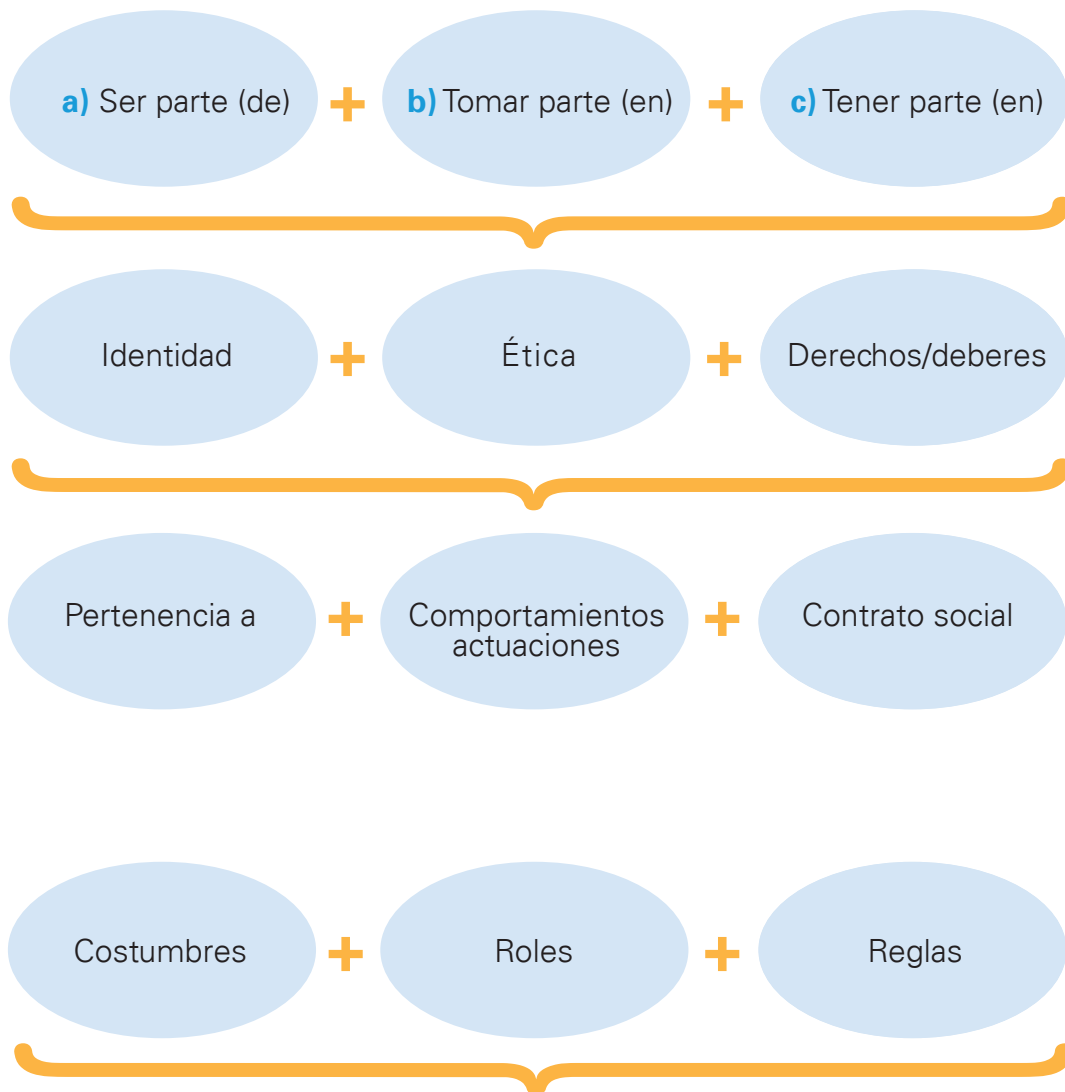 a) Ser parte (de) + b) Tomar parte (en) + c) Tener parte (en)
Identidad + Ética + Derechos/deberes
Pertenencia a + Comportamientos actuaciones + Contrato social
Costumbres + Roles + Reglas